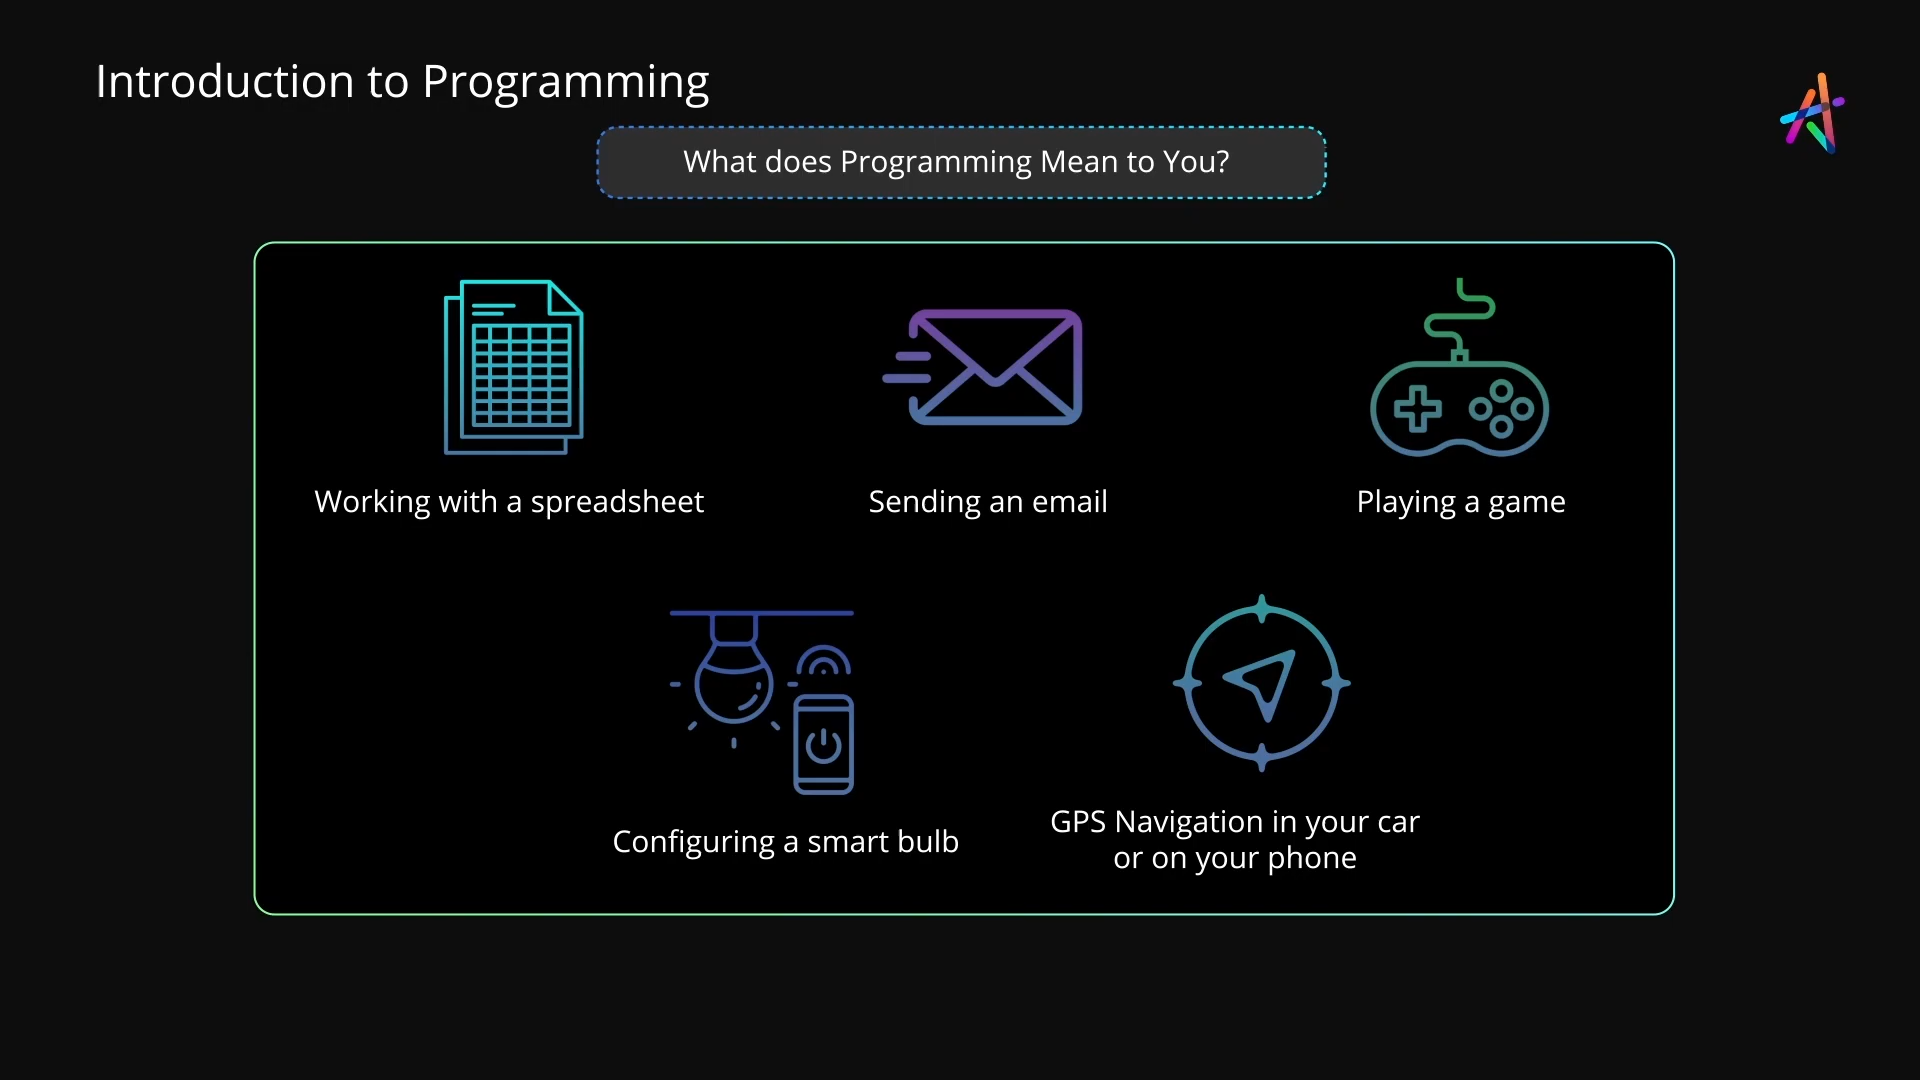 Introduction to Programming
What does Programming Mean to You?
Working with a spreadsheet
Sending an email
Playing a game
Configuring a smart bulb
GPS Navigation in your car
or on your phone